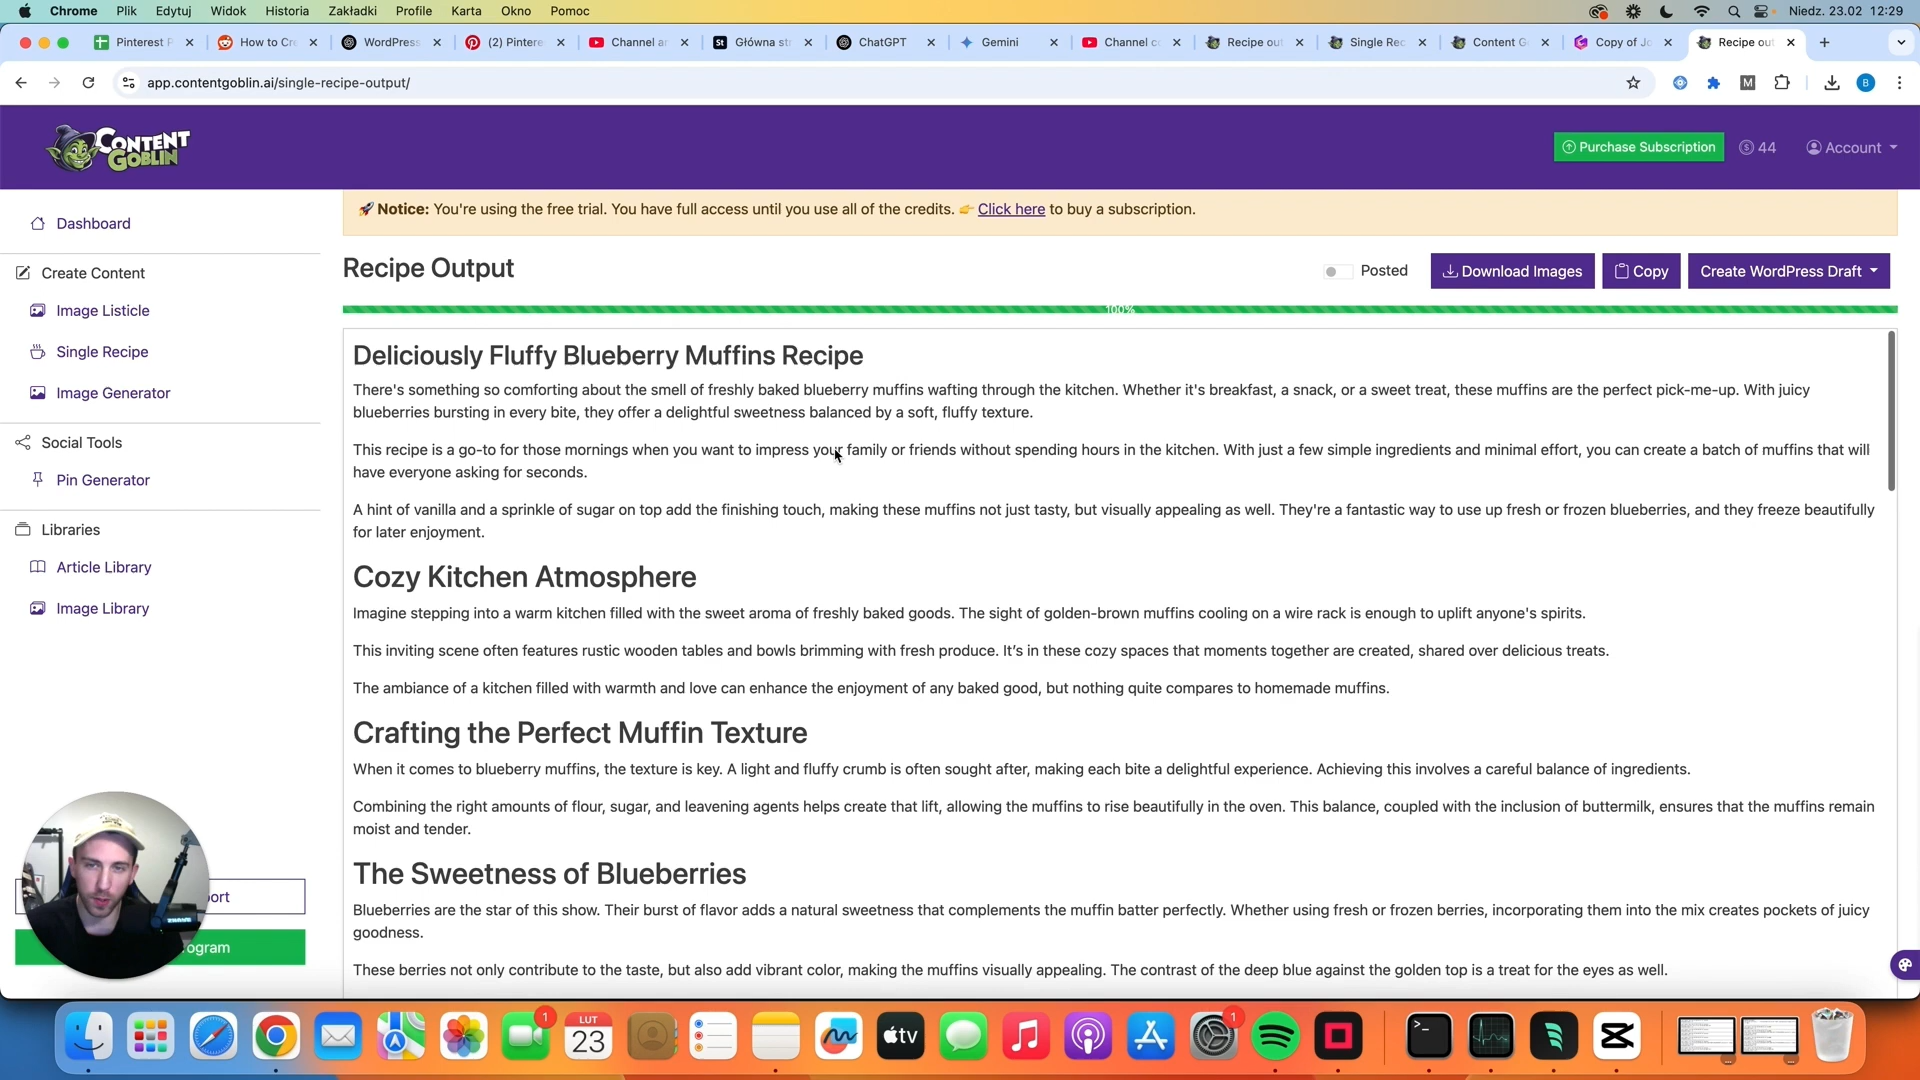 Chrome Plik Edytuj Widok Historia Zakładki Profile Karta Okno Pomoc Niedz. 23.02 12:29
Pinterest P How to Cre WordPress (2) Pintere Channel an Główna str ChatGPT Gemini Channel co Recipe out Single Rec Content G Copy of Jo Recipe out
app.contentgoblin.ai/single-recipe-output/
M B
CONTENT GOBLIN
Purchase Subscription 44 Account
Dashboard
Create Content
Image Listicle
Single Recipe
Image Generator
Social Tools
Pin Generator
Libraries
Article Library
Image Library
ort
ogram
Notice: You're using the free trial. You have full access until you use all of the credits. Click here to buy a subscription.
Recipe Output
Posted Download Images Copy Create WordPress Draft
100%
Deliciously Fluffy Blueberry Muffins Recipe
There's something so comforting about the smell of freshly baked blueberry muffins wafting through the kitchen. Whether it's breakfast, a snack, or a sweet treat, these muffins are the perfect pick-me-up. With juicy
blueberries bursting in every bite, they offer a delightful sweetness balanced by a soft, fluffy texture.
This recipe is a go-to for those mornings when you want to impress your family or friends without spending hours in the kitchen. With just a few simple ingredients and minimal effort, you can create a batch of muffins that will
have everyone asking for seconds.
A hint of vanilla and a sprinkle of sugar on top add the finishing touch, making these muffins not just tasty, but visually appealing as well. They're a fantastic way to use up fresh or frozen blueberries, and they freeze beautifully
for later enjoyment.
Cozy Kitchen Atmosphere
Imagine stepping into a warm kitchen filled with the sweet aroma of freshly baked goods. The sight of golden-brown muffins cooling on a wire rack is enough to uplift anyone's spirits.
This inviting scene often features rustic wooden tables and bowls brimming with fresh produce. It's in these cozy spaces that moments together are created, shared over delicious treats.
The ambiance of a kitchen filled with warmth and love can enhance the enjoyment of any baked good, but nothing quite compares to homemade muffins.
Crafting the Perfect Muffin Texture
When it comes to blueberry muffins, the texture is key. A light and fluffy crumb is often sought after, making each bite a delightful experience. Achieving this involves a careful balance of ingredients.
Combining the right amounts of flour, sugar, and leavening agents helps create that lift, allowing the muffins to rise beautifully in the oven. This balance, coupled with the inclusion of buttermilk, ensures that the muffins remain
moist and tender.
The Sweetness of Blueberries
Blueberries are the star of this show. Their burst of flavor adds a natural sweetness that complements the muffin batter perfectly. Whether using fresh or frozen berries, incorporating them into the mix creates pockets of juicy
goodness.
These berries not only contribute to the taste, but also add vibrant color, making the muffins visually appealing. The contrast of the deep blue against the golden top is a treat for the eyes as well.
1 LUT 23 tv 1